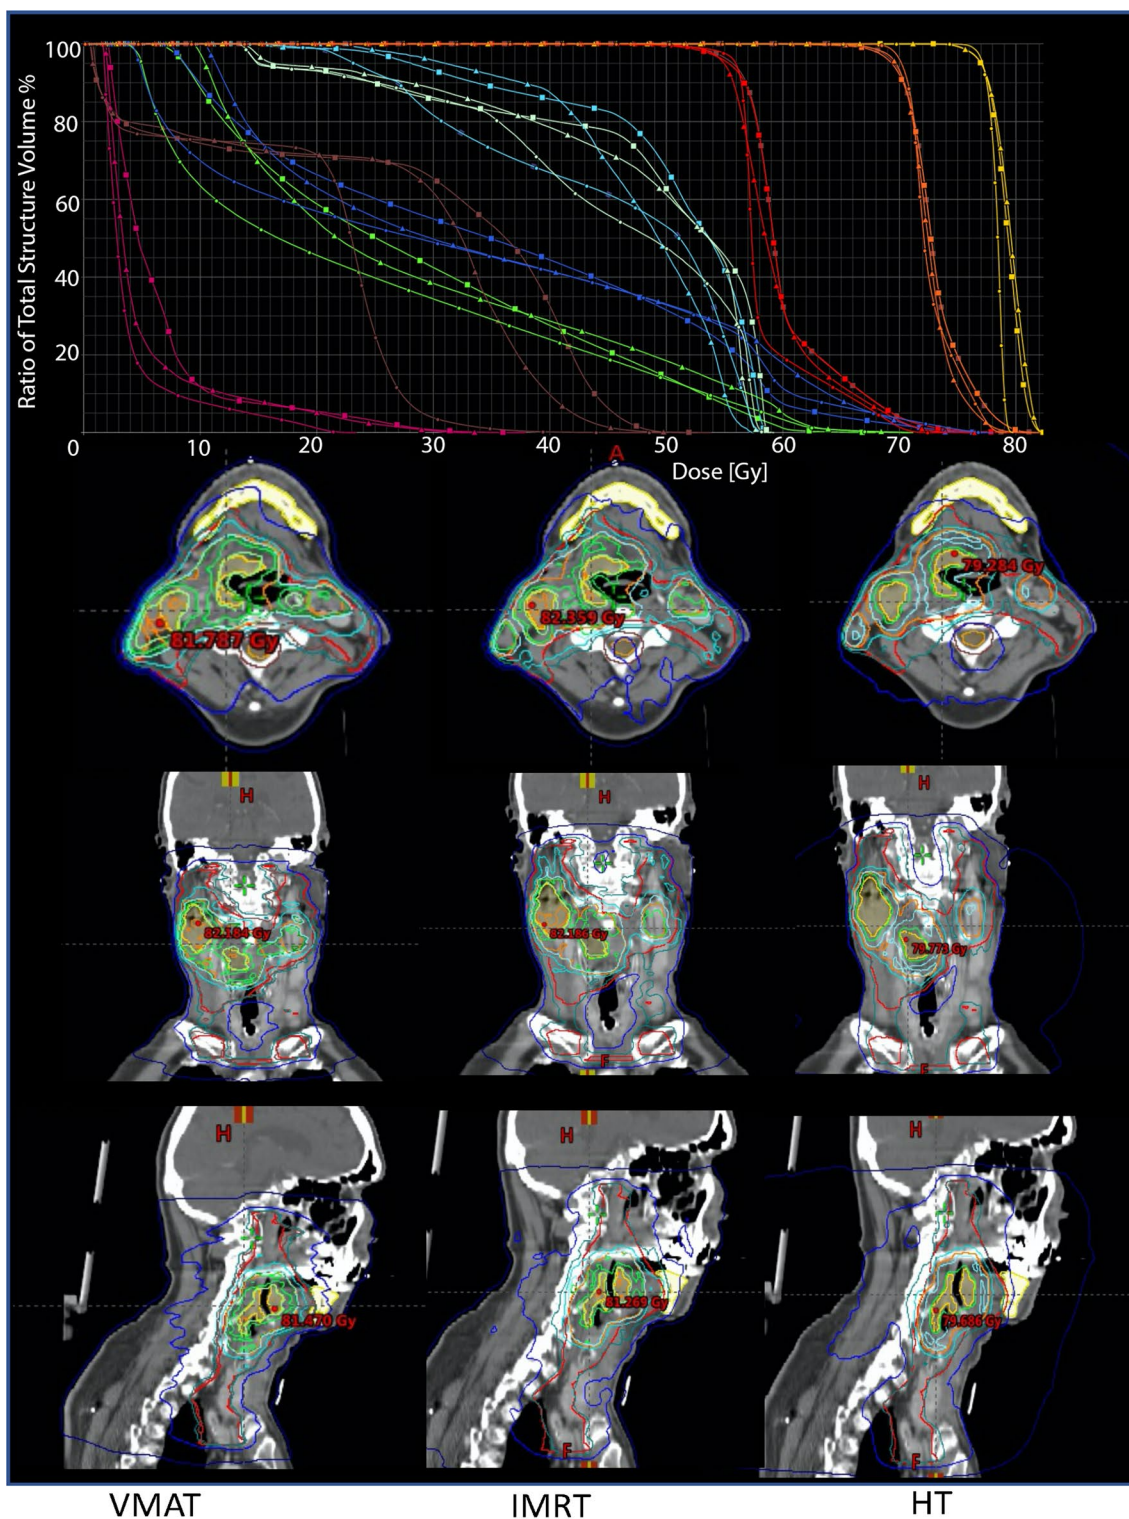 Ratio of Total Structure Volume %
100
80
60
40
20
0 10 20 30 40 50 60 70 80
Dose [Gy]
A
81.787 Gy
82.359 Gy
79.284 Gy
H H H
82.184 Gy
82.186 Gy
79.773 Gy
F F
H H H
81.470 Gy
81.269 Gy
79.686 Gy
F F
VMAT IMRT HT